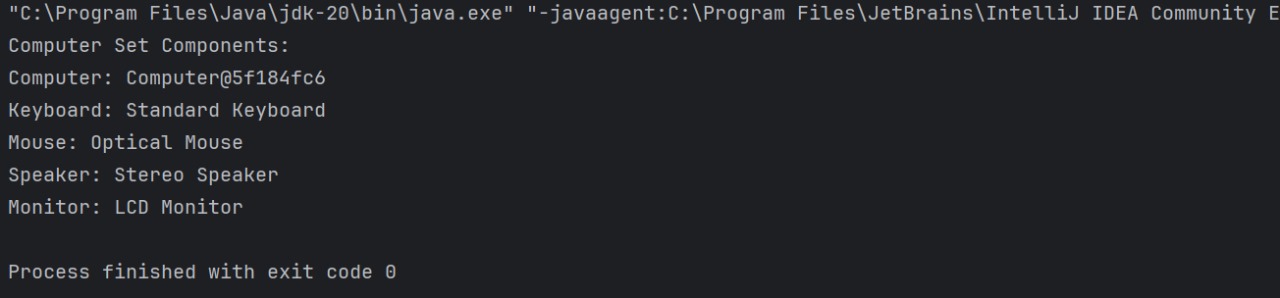 "C:\Program Files\Java\jdk-20\bin\java.exe" "-javaagent:C:\Program Files\JetBrains\IntelliJ IDEA Community E
Computer Set Components:
Computer: Computer@5f184fc6
Keyboard: Standard Keyboard
Mouse: Optical Mouse
Speaker: Stereo Speaker
Monitor: LCD Monitor
Process finished with exit code 0